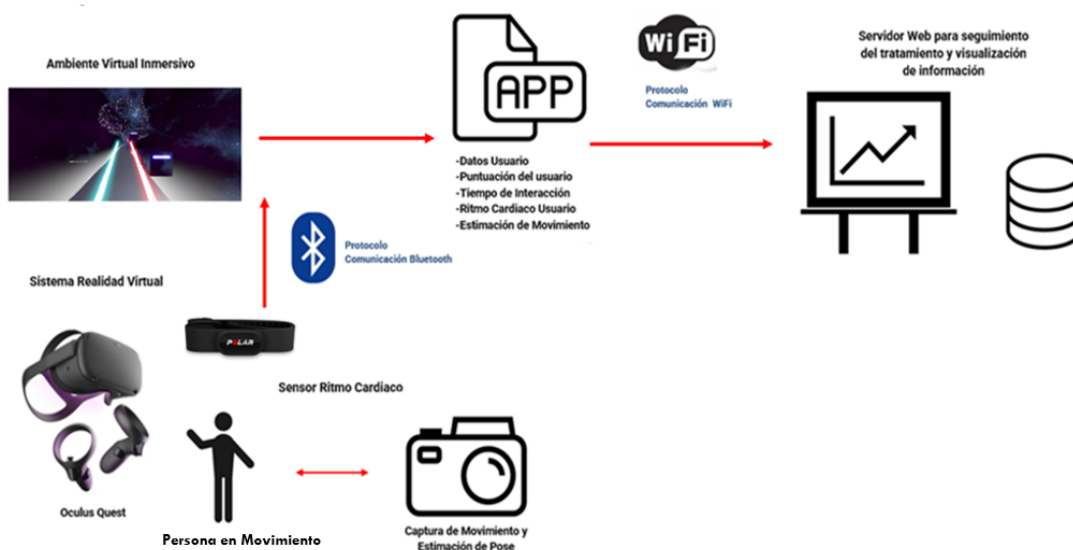 Ambiente Virtual Inmersivo
APP
-Datos Usuario
-Puntuación del usuario
-Tiempo de Interacción
-Ritmo Cardiaco Usuario
-Estimación de Movimiento
Wi Fi
Protocolo
Comunicación WiFi
Servidor Web para seguimiento
del tratamiento y visualización
de información
Protocolo
Comunicación Bluetooth
Sistema Realidad Virtual
POLAR
Sensor Ritmo Cardiaco
Oculus Quest
Persona en Movimiento
Captura de Movimiento y
Estimación de Pose